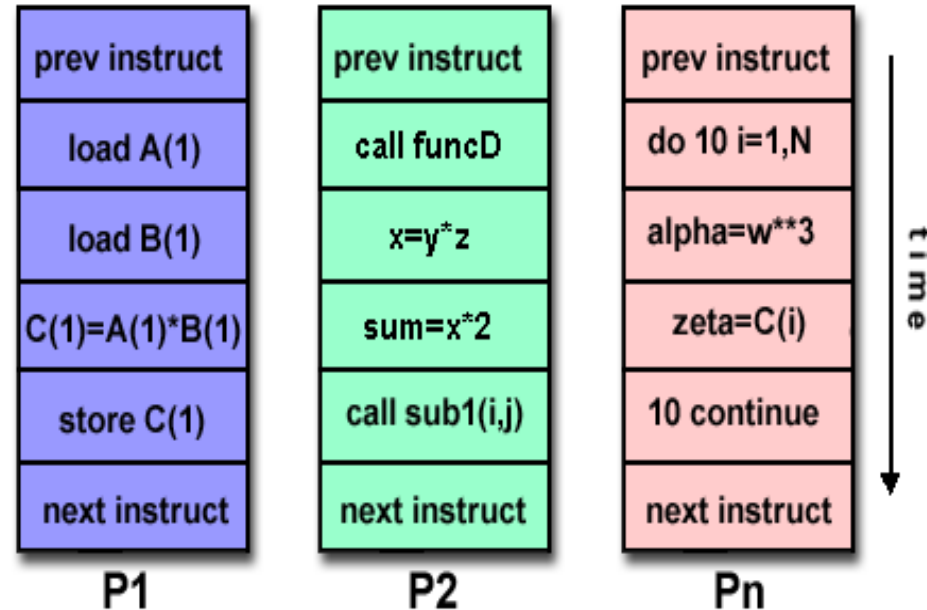 prev instruct
load A(1)
load B(1)
C(1)=A(1)*B(1)
store C(1)
next instruct
P1
prev instruct
call funcD
x=y*z
sum=x*2
call sub1(i,j)
next instruct
P2
prev instruct
do 10 i=1,N
alpha=w**3
zeta=C(i)
10 continue
next instruct
Pn
time